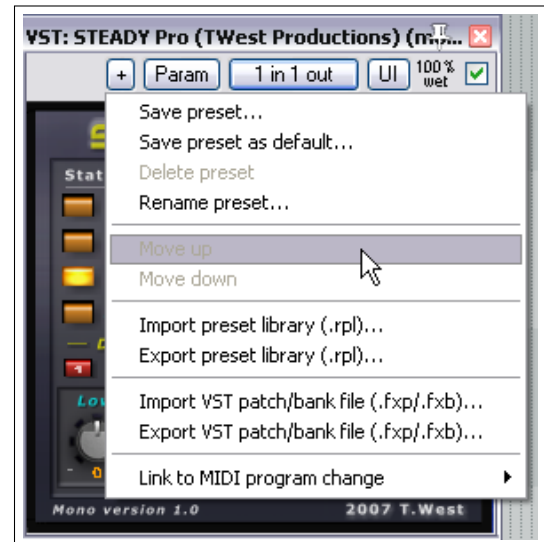 VST: STEADY Pro (TWest Productions) (m
+ Param 1 in 1 out UI 100% wet
Save preset...
Save preset as default...
Stat
Delete preset
Rename preset...
Move up
Move down
Import preset library (.rpl)...
Export preset library (.rpl)...
Lo
Import VST patch/bank file (.fxp/.fxb)...
Export VST patch/bank file (.fxp/.fxb)...
Link to MIDI program change
Mono version 1.0 2007 T.West